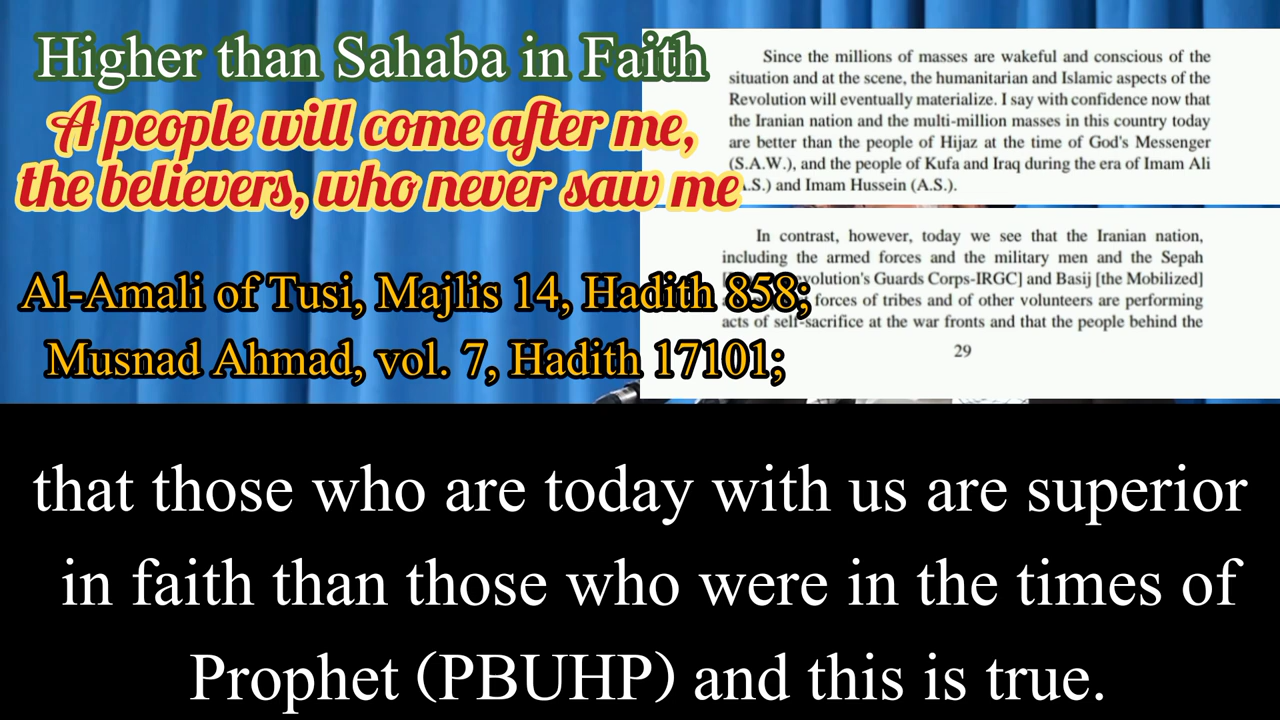 Higher than Sahaba in Faith
A people will come after me,
the believers, who never saw me
Al-Amali of Tusi, Majlis 14, Hadith 858;
Musnad Ahmad, vol. 7, Hadith 17101;
Since the millions of masses are wakeful and conscious of the
situation and at the scene, the humanitarian and Islamic aspects of the
Revolution will eventually materialize. I say with confidence now that
the Iranian nation and the multi-million masses in this country today
are better than the people of Hijaz at the time of God's Messenger
(S.A.W.), and the people of Kufa and Iraq during the era of Imam Ali
.S.) and Imam Hussein (A.S.).
In contrast, however, today we see that the Iranian nation,
including the armed forces and the military men and the Sepah
volution's Guards Corps-IRGC] and Basij [the Mobilized]
forces of tribes and of other volunteers are performing
acts of self-sacrifice at the war fronts and that the people behind the
29
that those who are today with us are superior
in faith than those who were in the times of
Prophet (PBUHP) and this is true.